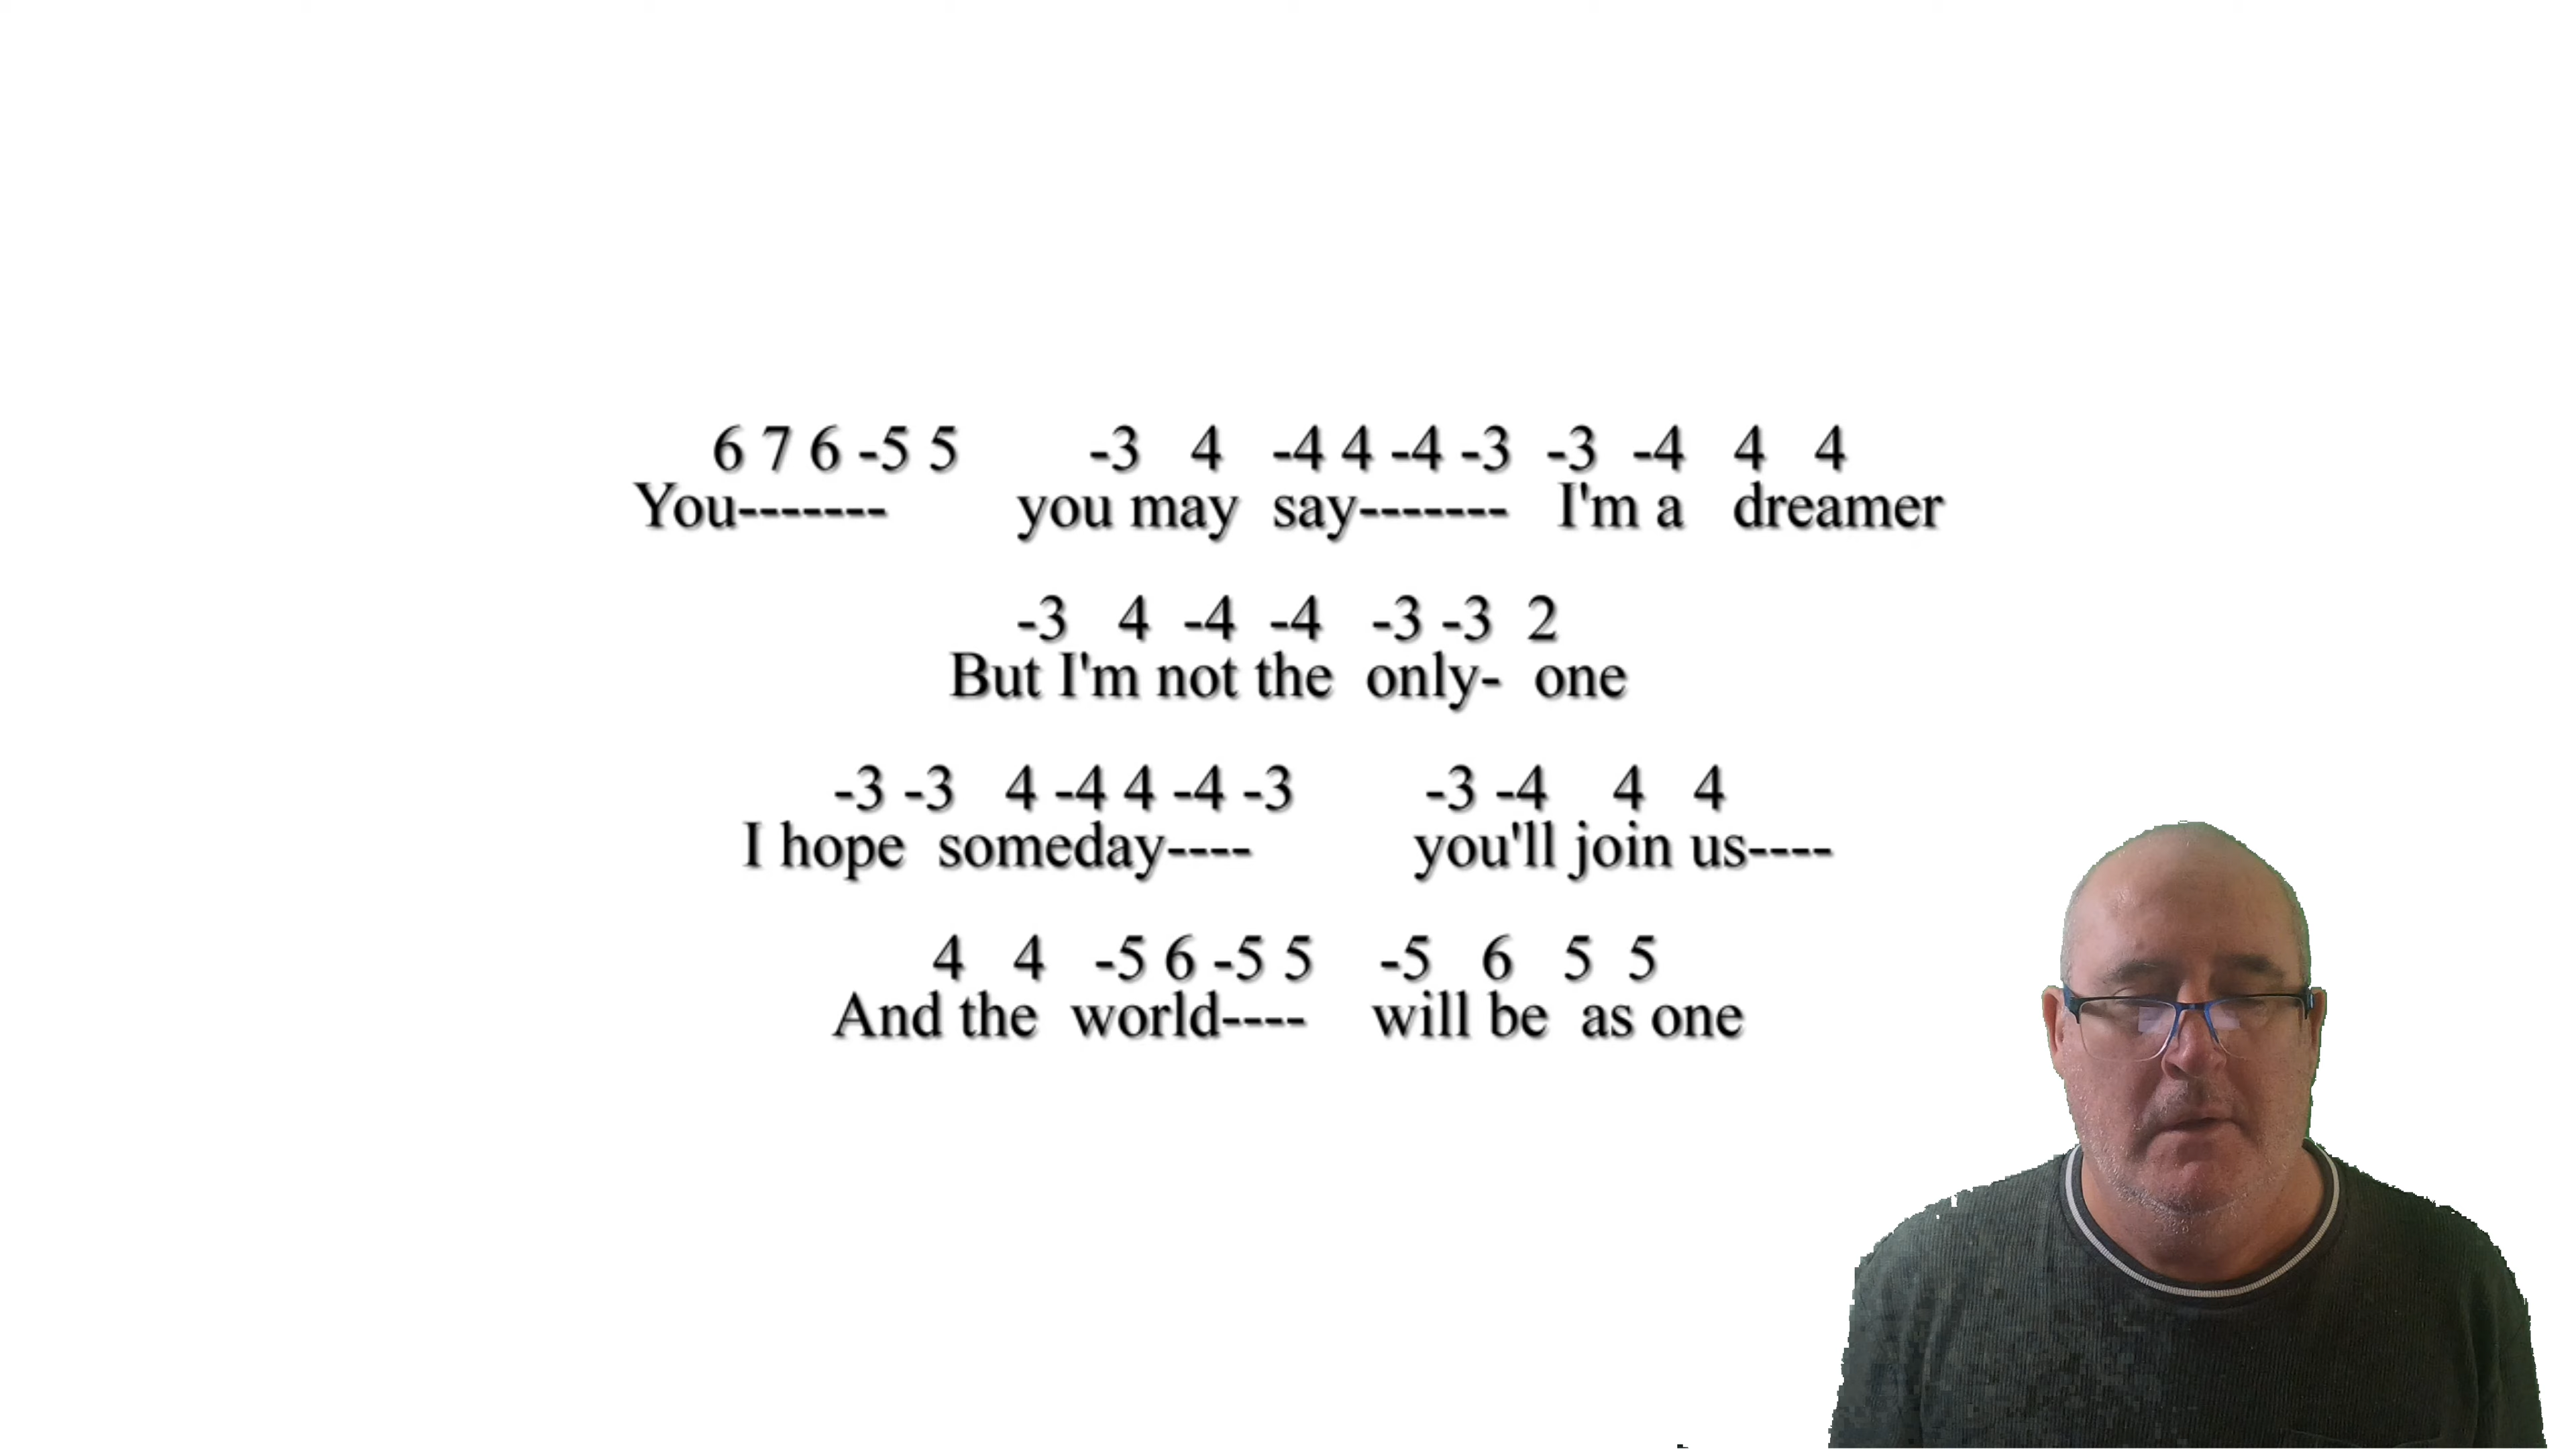 6 7 6 -5 5 -3 4 -4 4 -4 -3 -3 -4 4 4
You------- you may say------- I'm a dreamer
-3 4 -4 -4 -3 -3 2
But I'm not the only- one
-3 -3 4 -4 4 -4 -3 -3 -4 4 4
I hope someday---- you'll join us----
4 4 -5 6 -5 5 -5 6 5 5
And the world---- will be as one